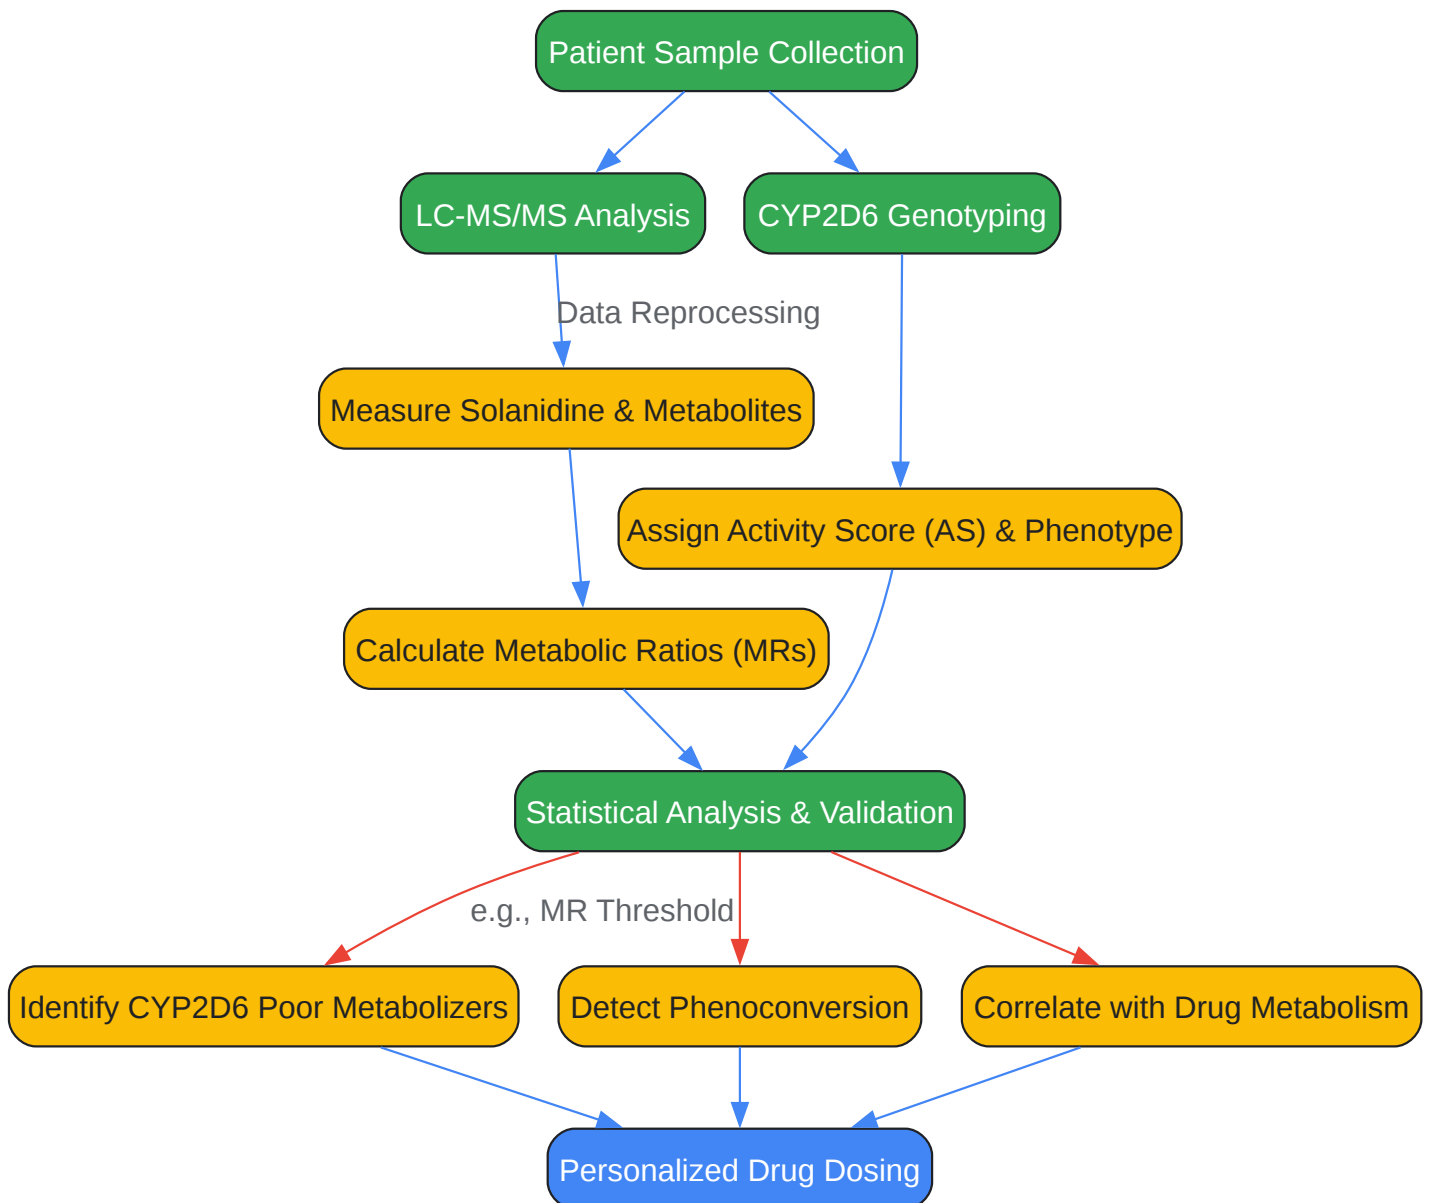 Patient Sample Collection
LC-MS/MS Analysis
CYP2D6 Genotyping
Data Reprocessing
Measure Solanidine & Metabolites
Assign Activity Score (AS) & Phenotype
Calculate Metabolic Ratios (MRs)
Statistical Analysis & Validation
e.g., MR Threshold
Identify CYP2D6 Poor Metabolizers
Detect Phenoconversion
Correlate with Drug Metabolism
Personalized Drug Dosing